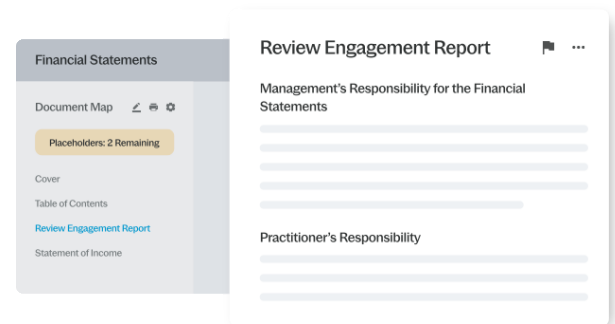 Financial Statements
Document Map
Placeholders: 2 Remaining
Cover
Table of Contents
Review Engagement Report
Statement of Income
Review Engagement Report
Management's Responsibility for the Financial
Statements
Practitioner's Responsibility